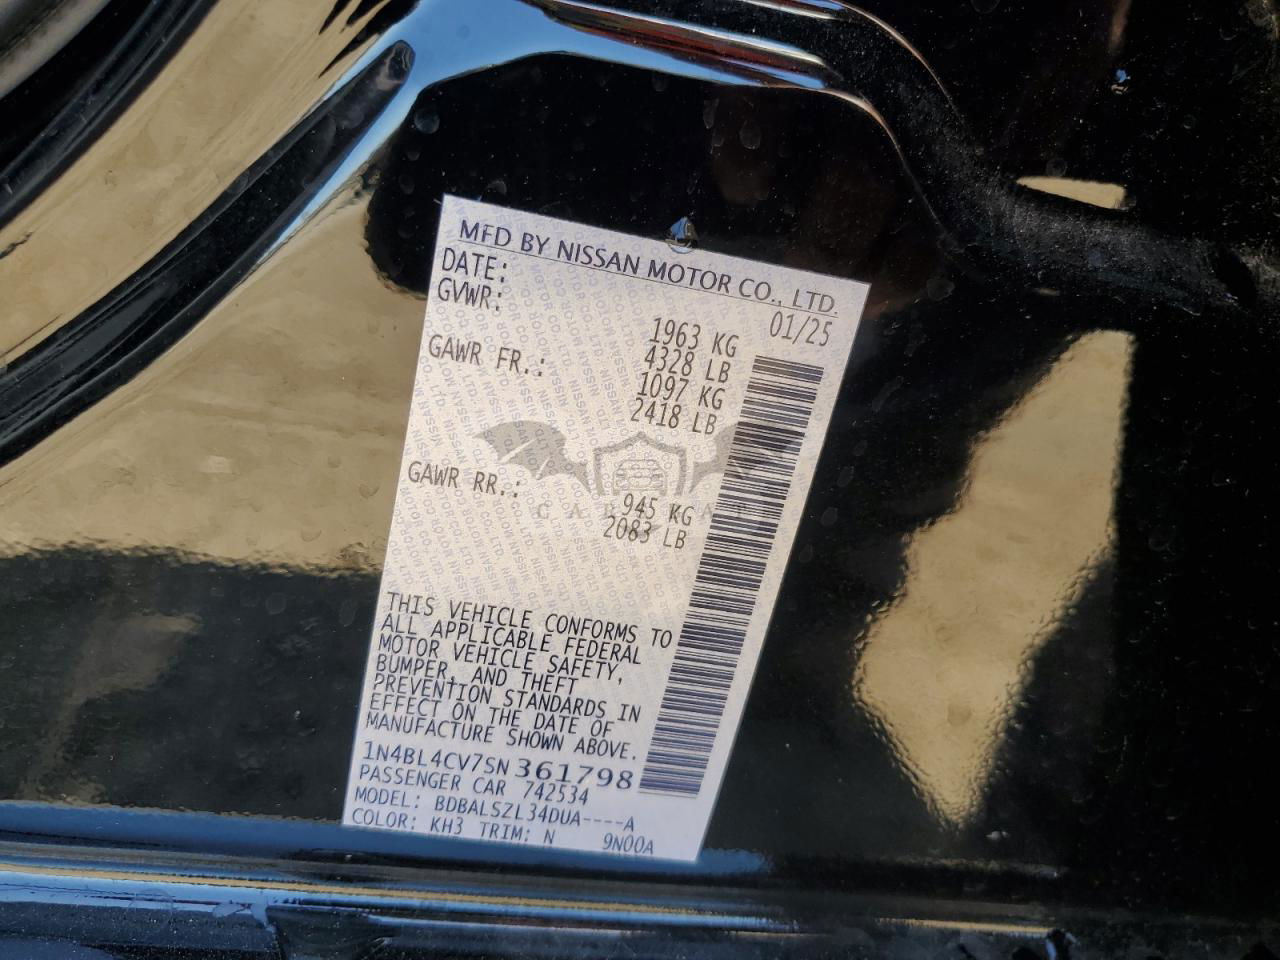 MFD BY NISSAN MOTOR CO., LTD.
DATE: 01/25
GVWR: 1963 KG
4328 LB
GAWR FR.: 1097 KG
2418 LB
GAWR RR.: 945 KG
2083 LB
THIS VEHICLE CONFORMS TO
ALL APPLICABLE FEDERAL
MOTOR VEHICLE SAFETY,
BUMPER, AND THEFT
PREVENTION STANDARDS IN
EFFECT ON THE DATE OF
MANUFACTURE SHOWN ABOVE.
1N4BL4CV7SN361798
PASSENGER CAR 742534
MODEL: BDBALSZL34DUA----A
COLOR: KH3 TRIM: N 9N00A